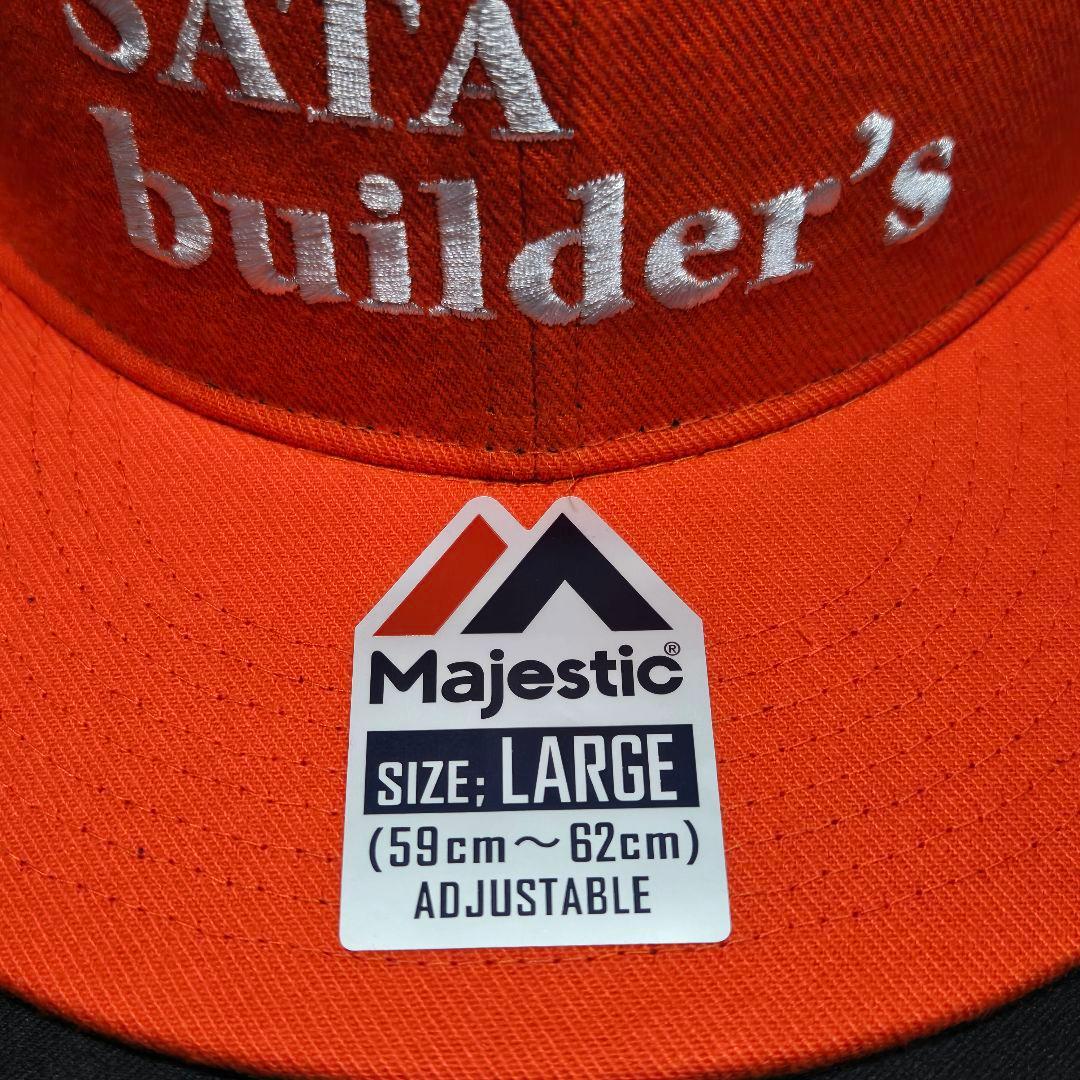 SATA
builder's
Majestic®
SIZE; LARGE
(59cm～62cm)
ADJUSTABLE